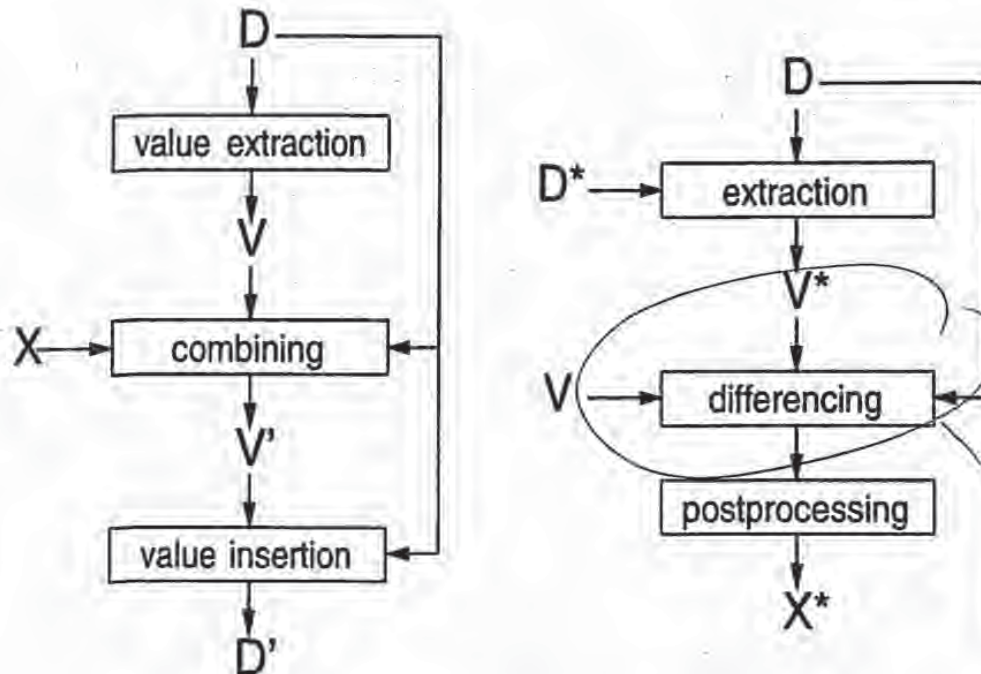 D
value extraction
V
X
combining
V'
value insertion
D'
D
D*
extraction
V*
V
differencing
postprocessing
X*